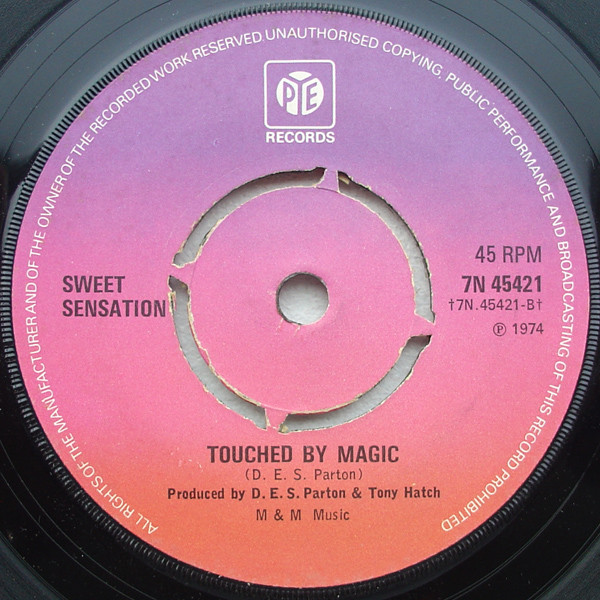 ALL RIGHTS OF THE MANUFACTURER AND OF THE OWNER OF THE RECORDED WORK RESERVED. UNAUTHORISED COPYING, PUBLIC PERFORMANCE AND BROADCASTING OF THIS RECORD PROHIBITED
PYE
RECORDS
45 RPM
SWEET
SENSATION
7N 45421
†7N.45421-B†
℗ 1974
TOUCHED BY MAGIC
(D. E. S. Parton)
Produced by D. E. S. Parton & Tony Hatch
M & M Music